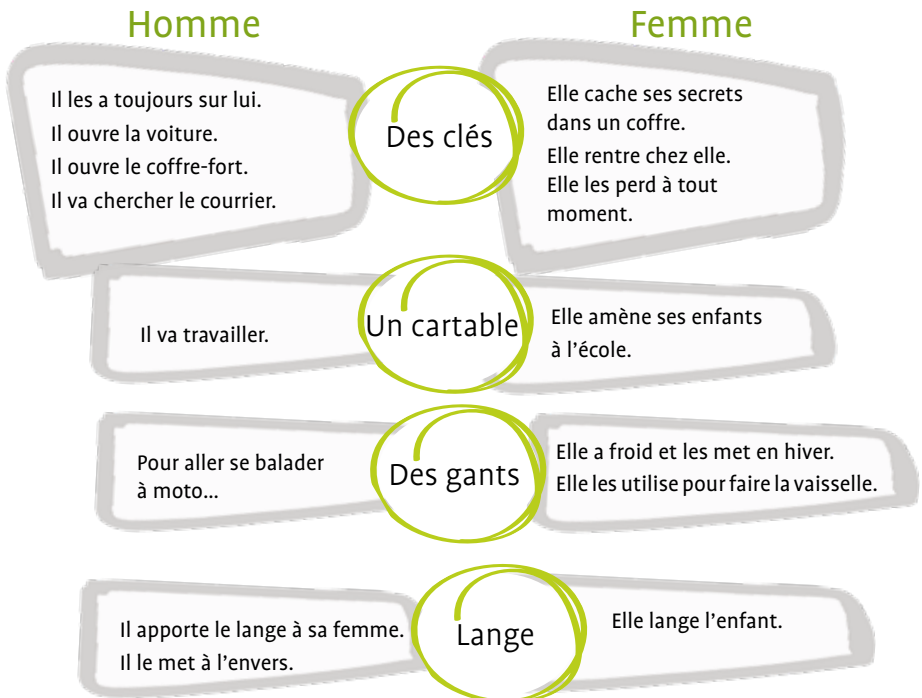 Homme
Femme
Il les a toujours sur lui.
Il ouvre la voiture.
Il ouvre le coffre-fort.
Il va chercher le courrier.
Des clés
Elle cache ses secrets
dans un coffre.
Elle rentre chez elle.
Elle les perd à tout
moment.
Il va travailler.
Un cartable
Elle amène ses enfants
à l'école.
Pour aller se balader
à moto...
Des gants
Elle a froid et les met en hiver.
Elle les utilise pour faire la vaisselle.
Il apporte le lange à sa femme.
Il le met à l'envers.
Lange
Elle lange l'enfant.